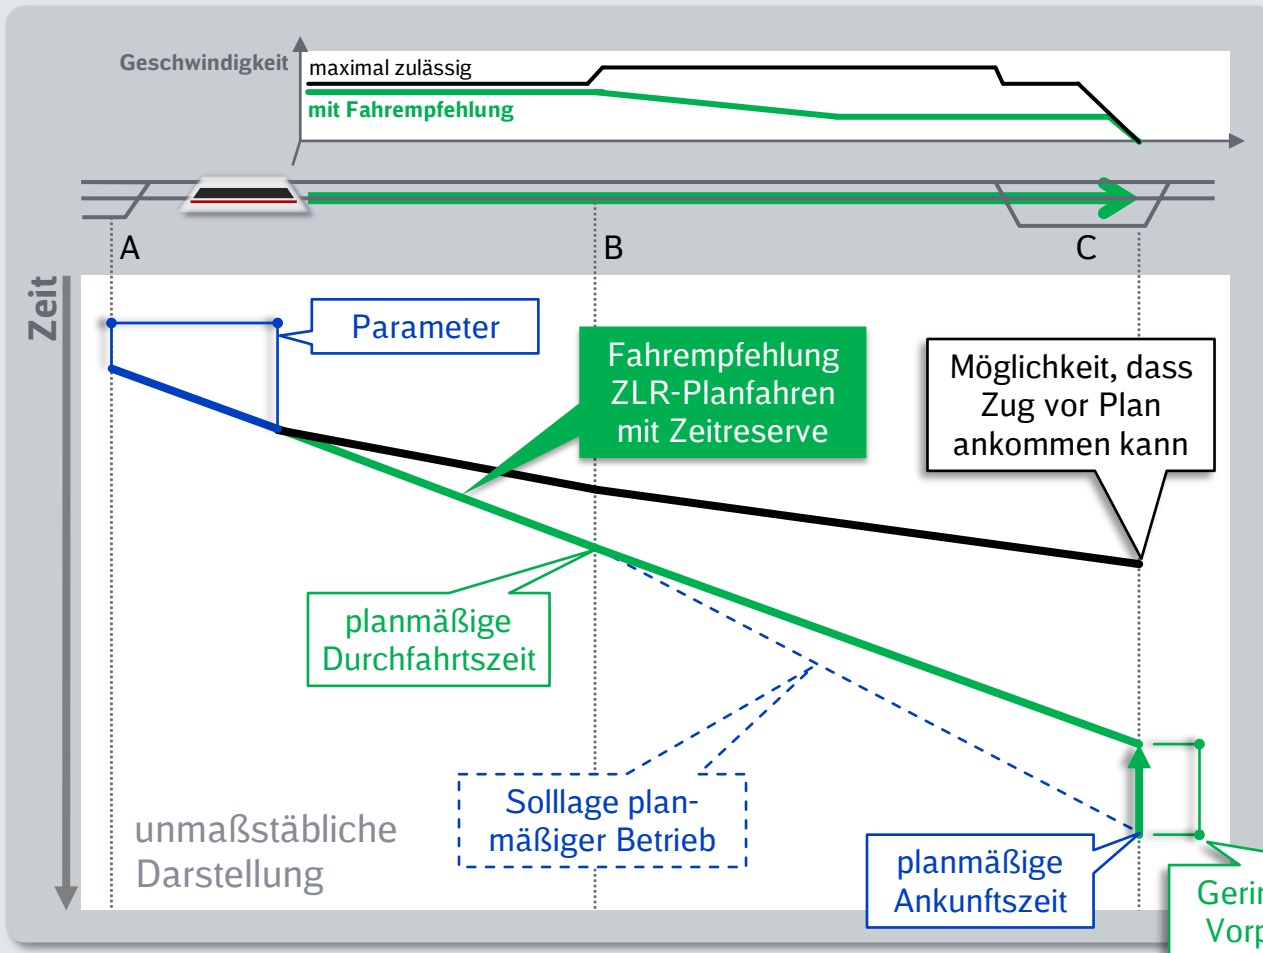 Geschwindigkeit
maximal zulässig
mit Fahrempfehlung
A
B
C
Zeit
Parameter
Fahrempfehlung
ZLR-Planfahren
mit Zeitreserve
Möglichkeit, dass
Zug vor Plan
ankommen kann
planmäßige
Durchfahrtszeit
Solllage plan-
mäßiger Betrieb
unmaßstäbliche
Darstellung
planmäßige
Ankunftszeit